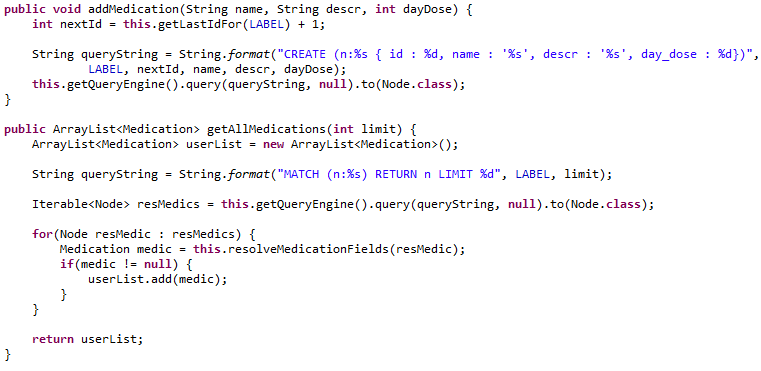 public void addMedication(String name, String descr, int dayDose) {
    int nextId = this.getLastIdFor(LABEL) + 1;

    String queryString = String.format("CREATE (n:%s { id : %d, name : '%s', descr : '%s', day_dose : %d})",
            LABEL, nextId, name, descr, dayDose);
    this.getQueryEngine().query(queryString, null).to(Node.class);
}

public ArrayList<Medication> getAllMedications(int limit) {
    ArrayList<Medication> userList = new ArrayList<Medication>();

    String queryString = String.format("MATCH (n:%s) RETURN n LIMIT %d", LABEL, limit);

    Iterable<Node> resMedics = this.getQueryEngine().query(queryString, null).to(Node.class);

    for(Node resMedic : resMedics) {
        Medication medic = this.resolveMedicationFields(resMedic);
        if(medic != null) {
            userList.add(medic);
        }
    }

    return userList;
}